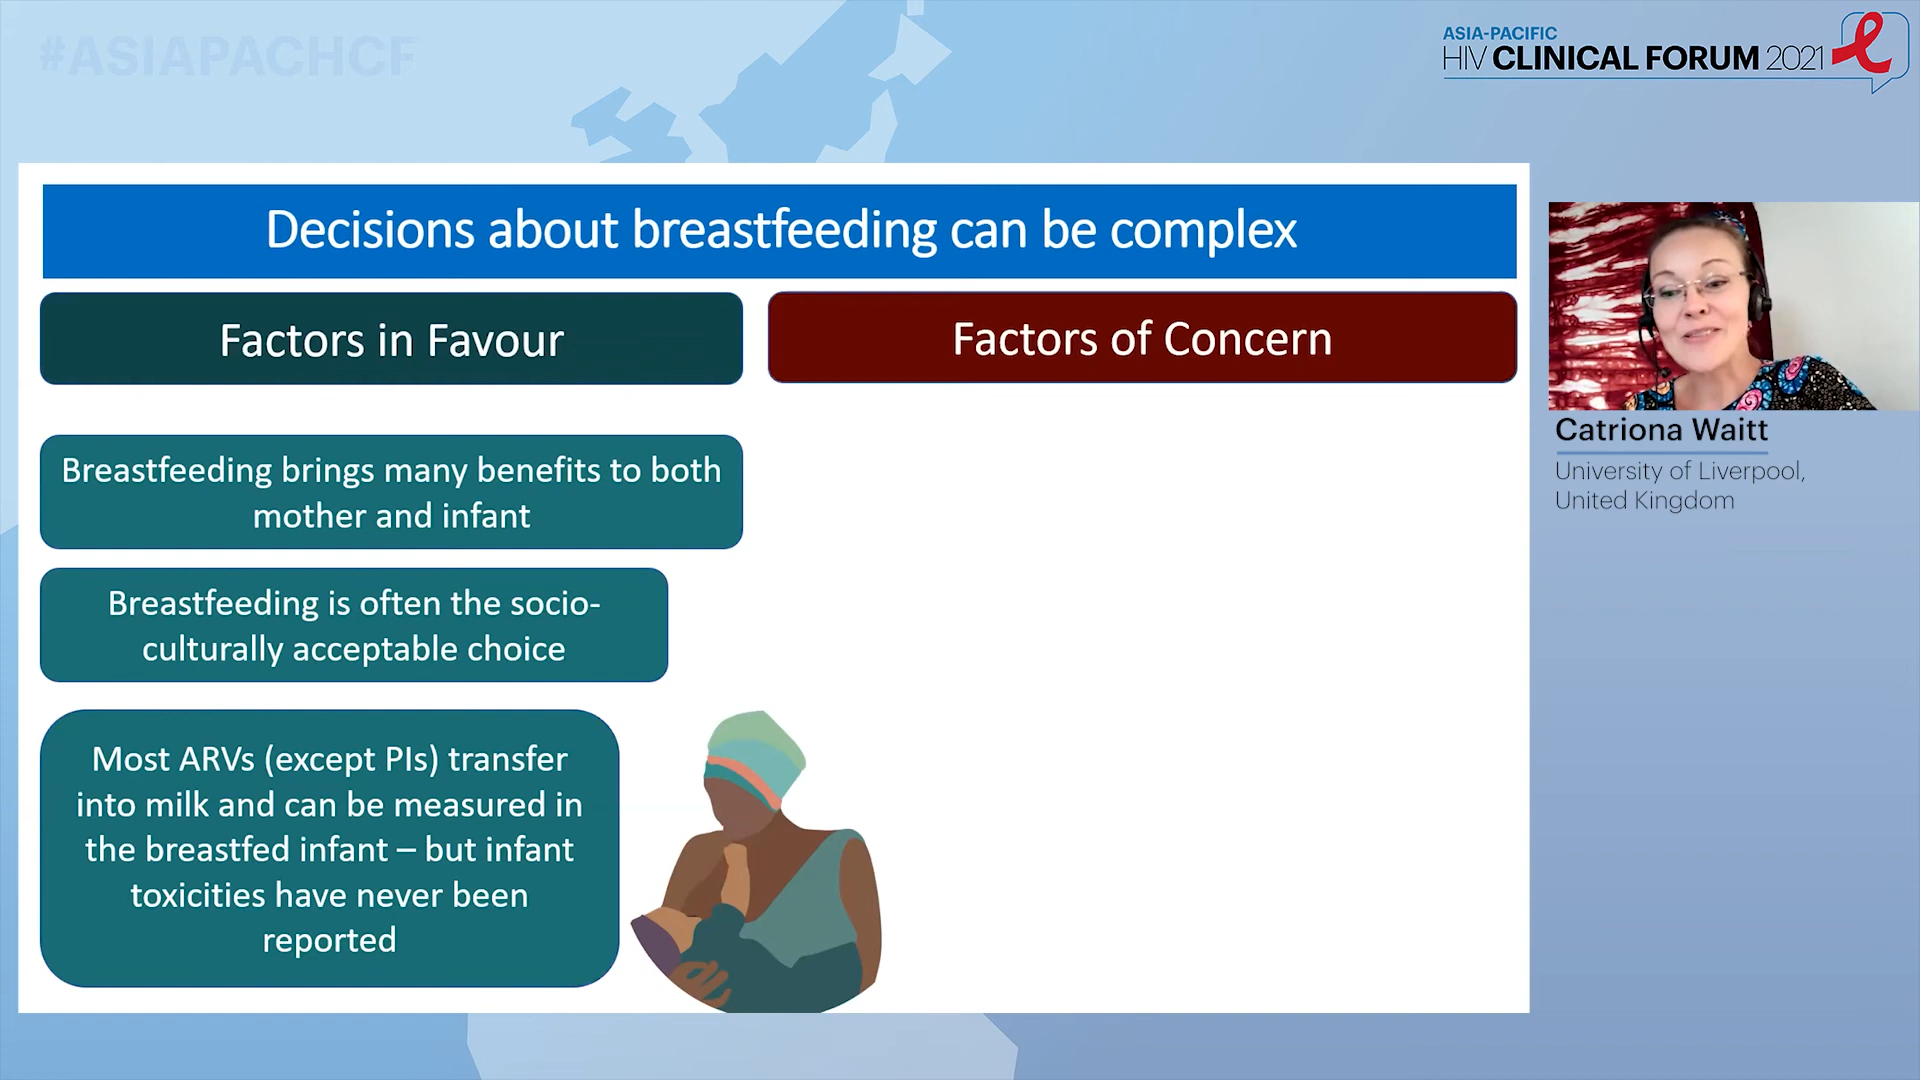 #ASIAPACHCF
ASIA-PACIFIC
HIV CLINICAL FORUM 2021
Decisions about breastfeeding can be complex
Factors in Favour
Factors of Concern
Breastfeeding brings many benefits to both
mother and infant
Breastfeeding is often the socio-
culturally acceptable choice
Most ARVs (except PIs) transfer
into milk and can be measured in
the breastfed infant – but infant
toxicities have never been
reported
Catriona Waitt
University of Liverpool,
United Kingdom